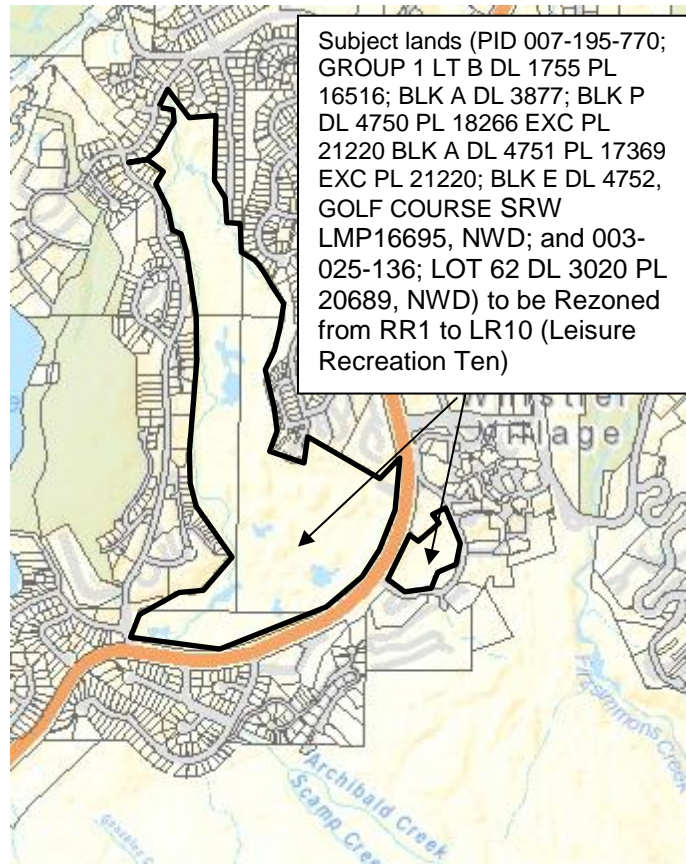 Subject lands (PID 007-195-770;
GROUP 1 LT B DL 1755 PL
16516; BLK A DL 3877; BLK P
DL 4750 PL 18266 EXC PL
21220 BLK A DL 4751 PL 17369
EXC PL 21220; BLK E DL 4752,
GOLF COURSE SRW
LMP16695, NWD; and 003-
025-136; LOT 62 DL 3020 PL
20689, NWD) to be Rezoned
from RR1 to LR10 (Leisure
Recreation Ten)
Whistler
Village
Fitzsimmons Creek
Archibald Creek
Scamp Creek